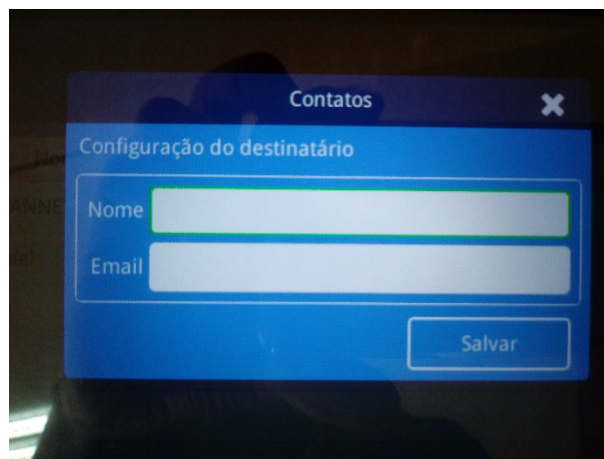 Contatos
Configuração do destinatário
Nome
Email
Salvar